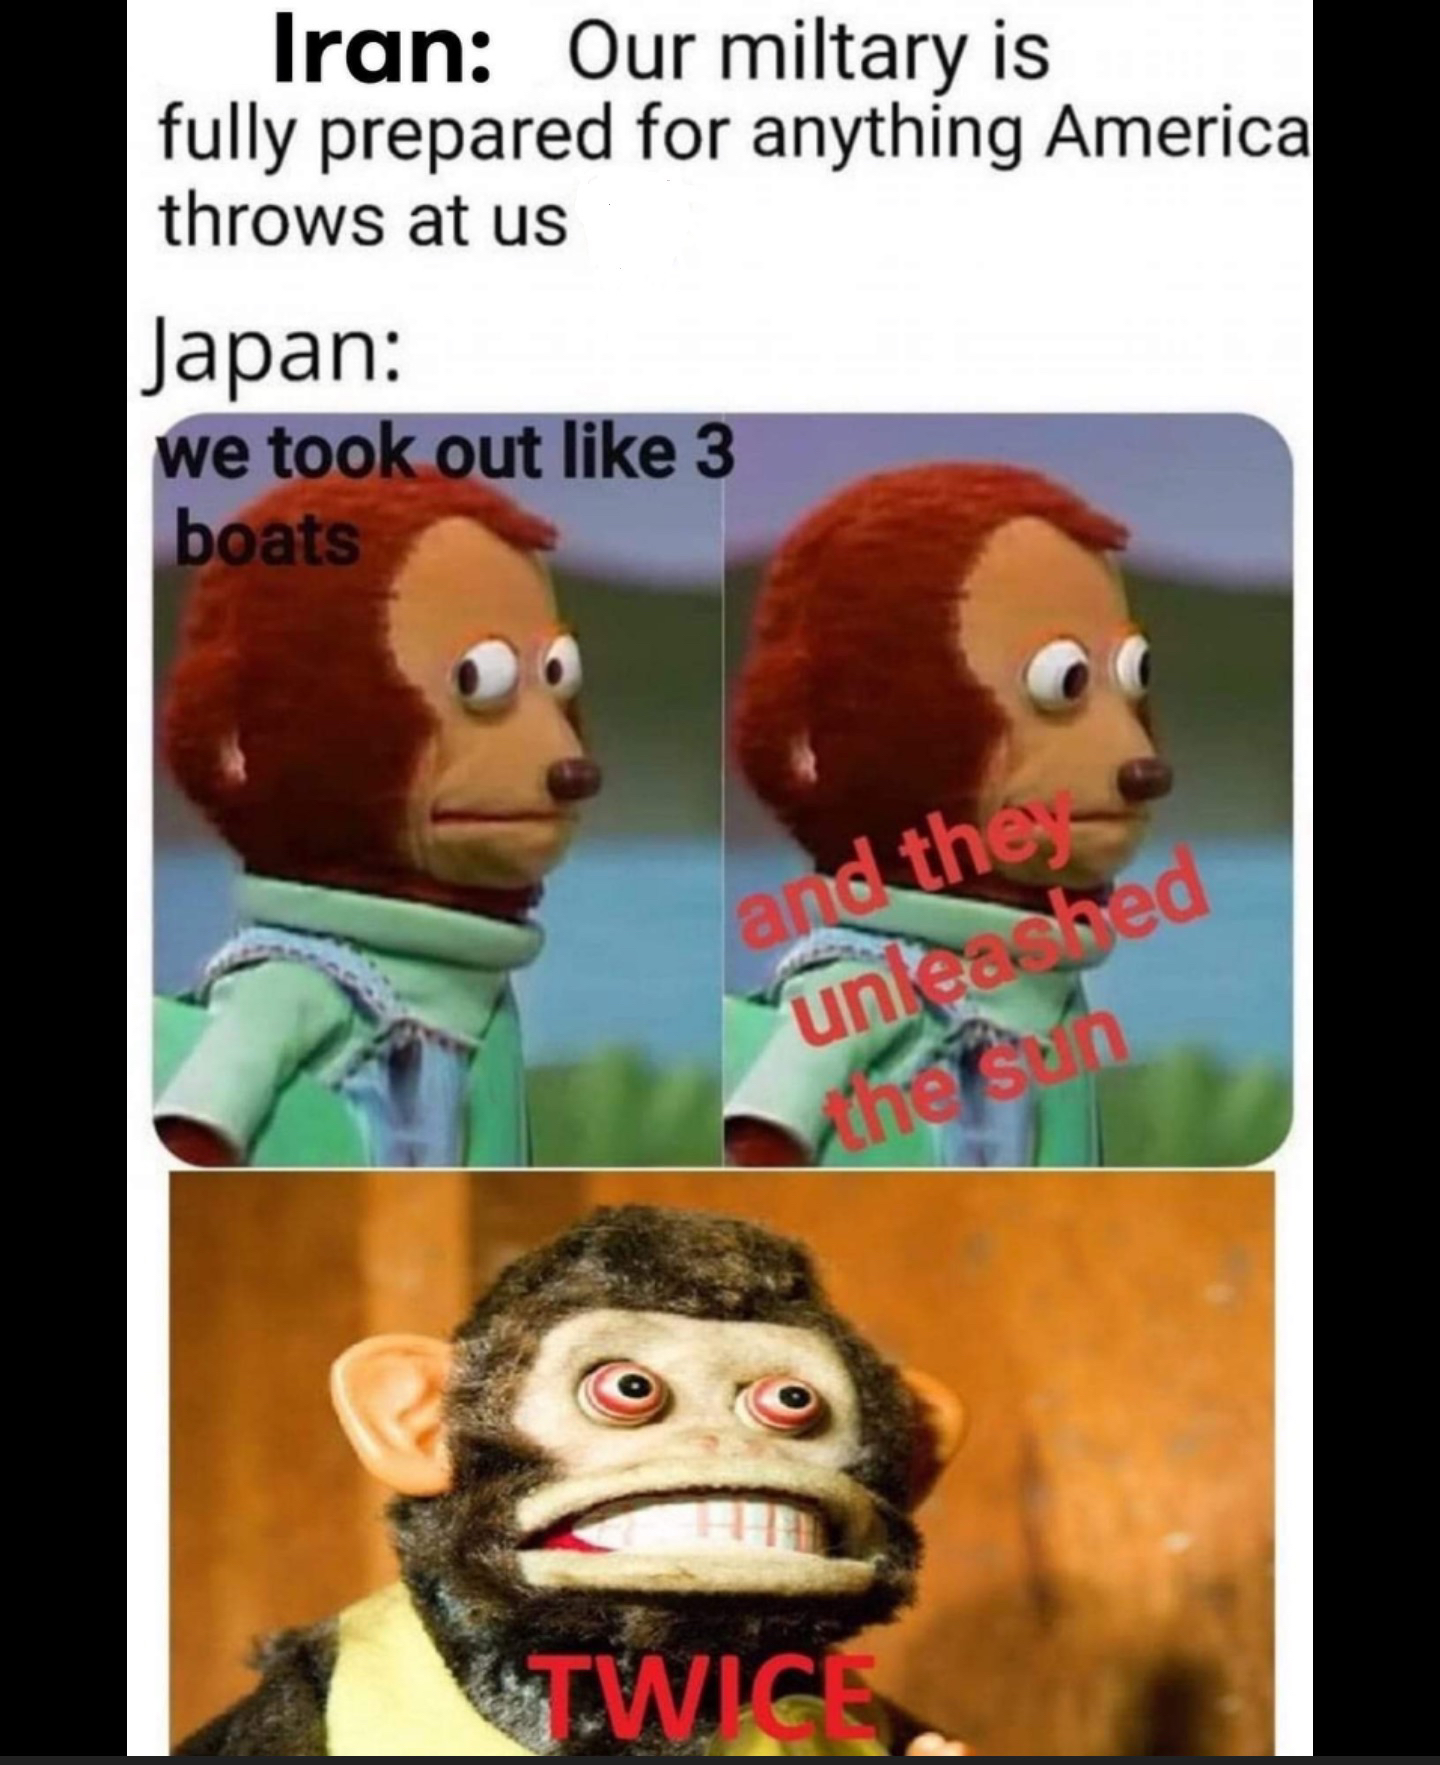 Iran: Our miltary is
fully prepared for anything America
throws at us
Japan:
we took out like 3
boats
and they
unleashed
the sun
TWICE